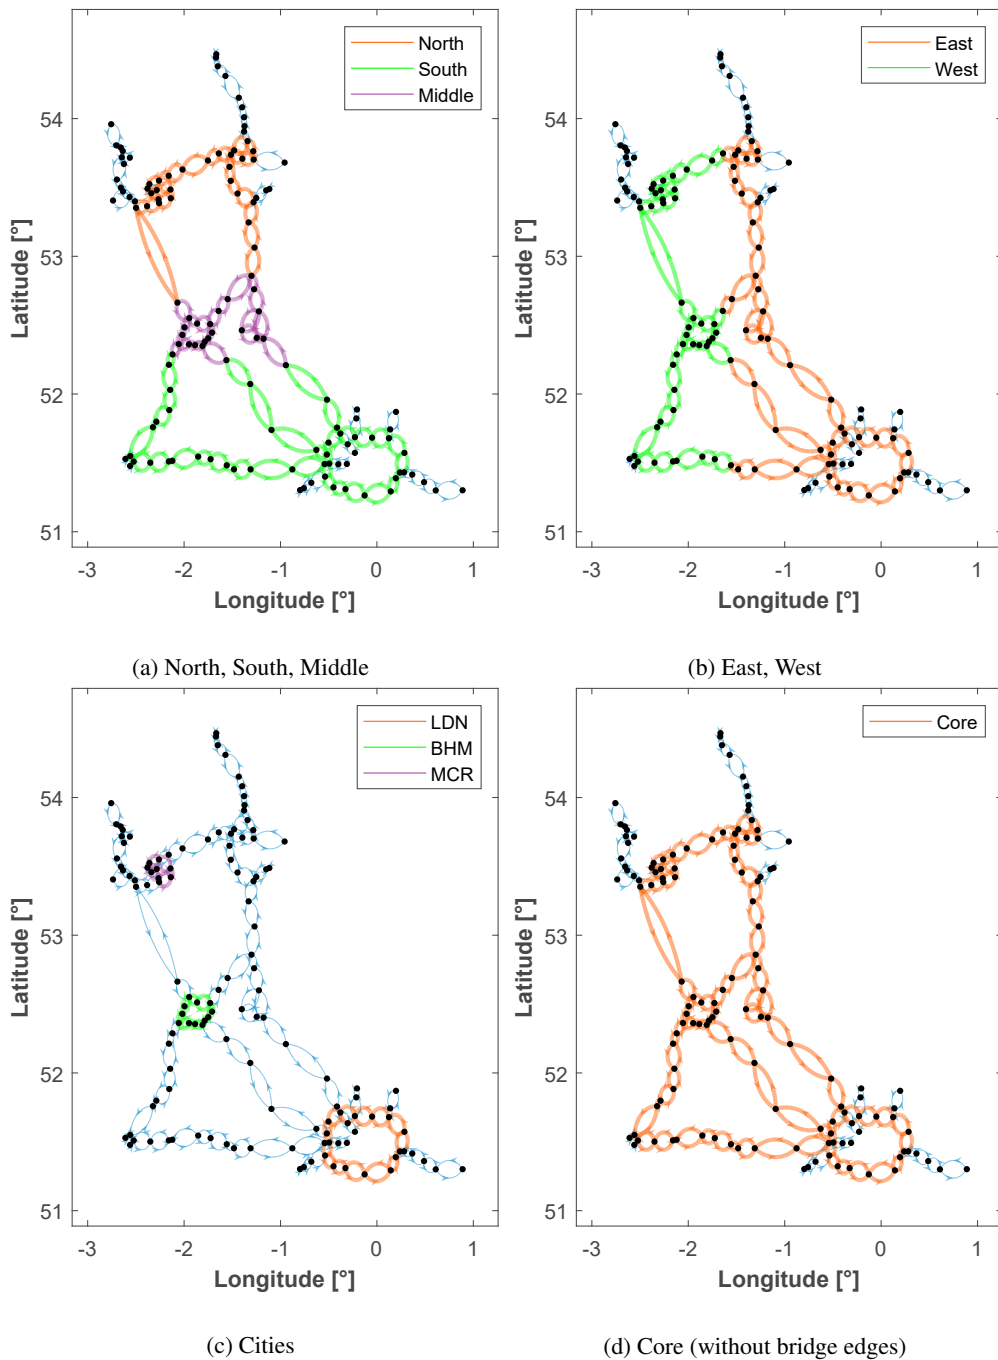 North
South
Middle
54
53
52
51
Latitude [°]
-3 -2 -1 0 1
Longitude [°]
(a) North, South, Middle
East
West
54
53
52
51
Latitude [°]
-3 -2 -1 0 1
Longitude [°]
(b) East, West
LDN
BHM
MCR
54
53
52
51
Latitude [°]
-3 -2 -1 0 1
Longitude [°]
(c) Cities
Core
54
53
52
51
Latitude [°]
-3 -2 -1 0 1
Longitude [°]
(d) Core (without bridge edges)